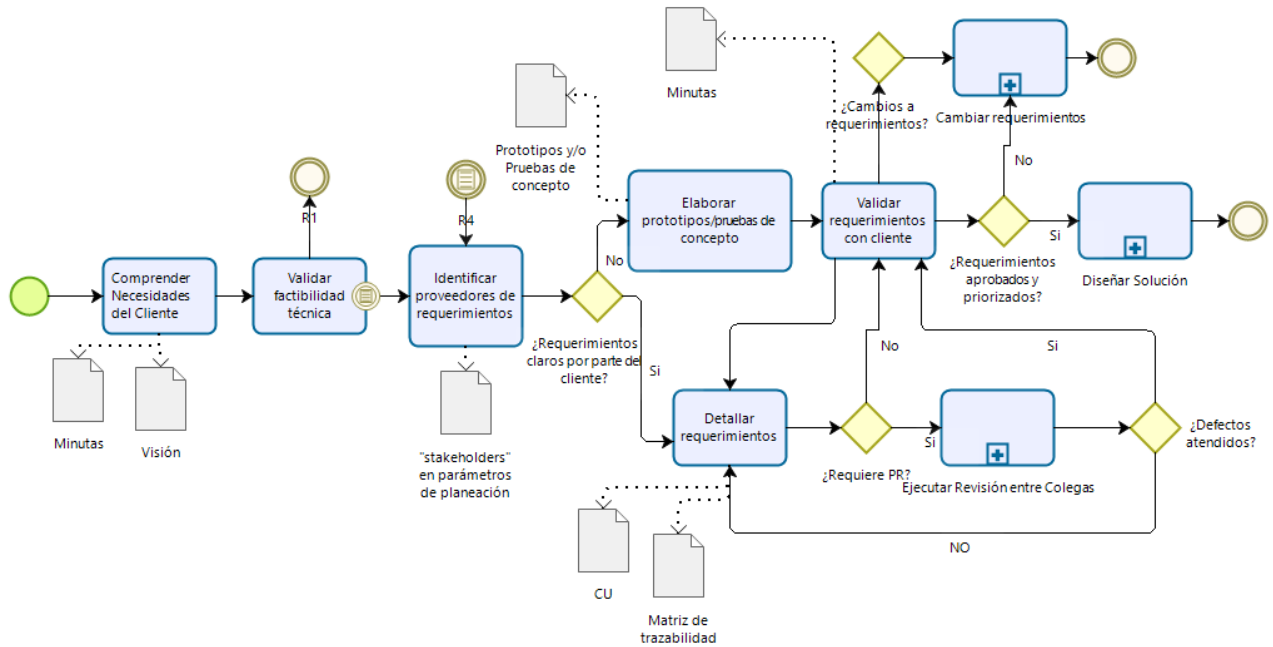 Minutas
¿Cambios a
requerimientos?
Cambiar requerimientos
Prototipos y/o
Pruebas de
concepto
No
R1
R4
Elaborar
prototipos/pruebas de
concepto
Validar
requerimientos
con cliente
Si
¿Requerimientos
aprobados y
priorizados?
Diseñar Solución
Comprender
Necesidades
del Cliente
Validar
factibilidad
técnica
Identificar
proveedores de
requerimientos
No
¿Requerimientos
claros por parte del
cliente?
Si
No
Si
Minutas
Visión
"stakeholders"
en parámetros
de planeación
Detallar
requerimientos
¿Requiere PR?
Si
Ejecutar Revisión entre Colegas
¿Defectos
atendidos?
NO
CU
Matriz de
trazabilidad